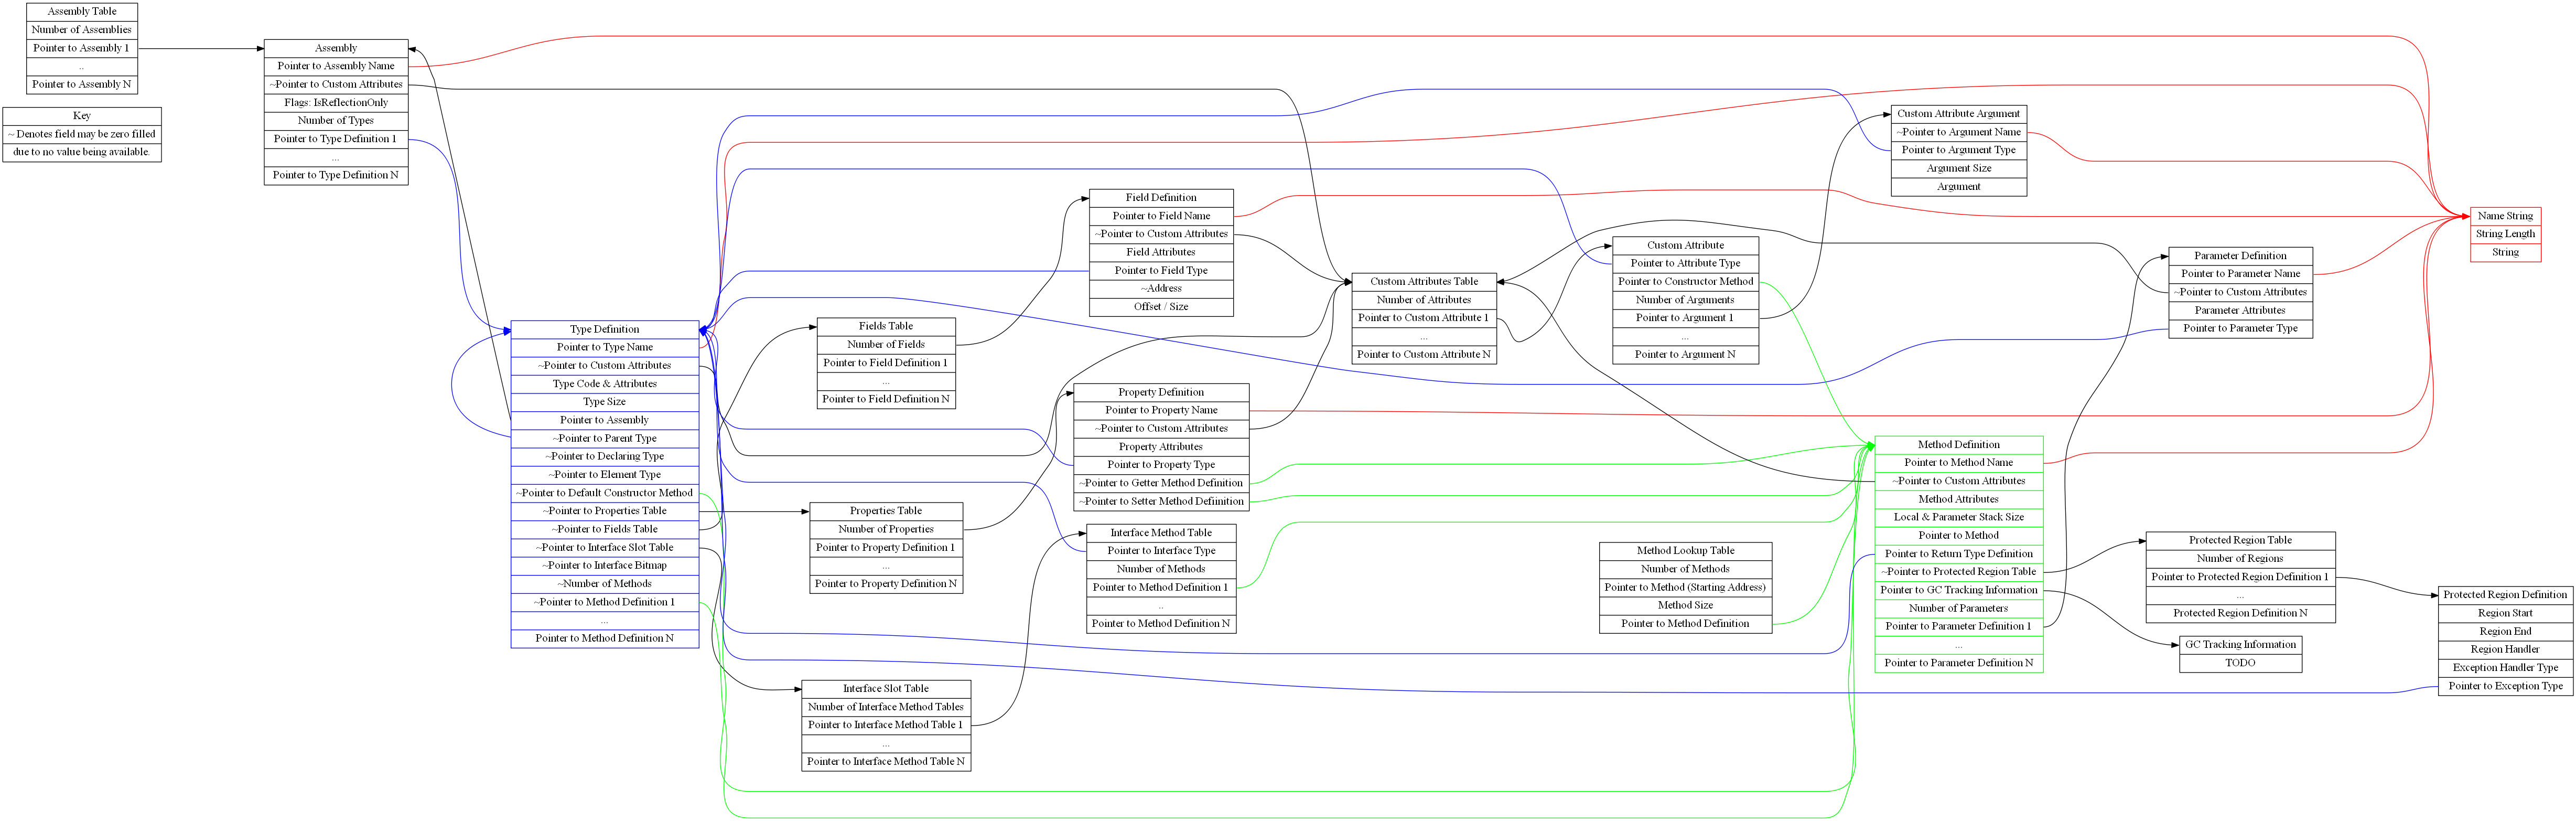 Assembly Table
Number of Assemblies
Pointer to Assembly 1
..
Pointer to Assembly N
Key
~ Denotes field may be zero filled
due to no value being available.
Assembly
Pointer to Assembly Name
~Pointer to Custom Attributes
Flags: IsReflectionOnly
Number of Types
Pointer to Type Definition 1
...
Pointer to Type Definition N
Type Definition
Pointer to Type Name
~Pointer to Custom Attributes
Type Code & Attributes
Type Size
Pointer to Assembly
~Pointer to Parent Type
~Pointer to Declaring Type
~Pointer to Element Type
~Pointer to Default Constructor Method
~Pointer to Properties Table
~Pointer to Fields Table
~Pointer to Interface Slot Table
~Pointer to Interface Bitmap
~Number of Methods
~Pointer to Method Definition 1
...
Pointer to Method Definition N
Fields Table
Number of Fields
Pointer to Field Definition 1
...
Pointer to Field Definition N
Properties Table
Number of Properties
Pointer to Property Definition 1
...
Pointer to Property Definition N
Interface Slot Table
Number of Interface Method Tables
Pointer to Interface Method Table 1
...
Pointer to Interface Method Table N
Field Definition
Pointer to Field Name
~Pointer to Custom Attributes
Field Attributes
Pointer to Field Type
~Address
Offset / Size
Property Definition
Pointer to Property Name
~Pointer to Custom Attributes
Property Attributes
Pointer to Property Type
~Pointer to Getter Method Definition
~Pointer to Setter Method Defiinition
Interface Method Table
Pointer to Interface Type
Number of Methods
Pointer to Method Definition 1
..
Pointer to Method Definition N
Custom Attributes Table
Number of Attributes
Pointer to Custom Attribute 1
...
Pointer to Custom Attribute N
Custom Attribute
Pointer to Attribute Type
Pointer to Constructor Method
Number of Arguments
Pointer to Argument 1
...
Pointer to Argument N
Method Lookup Table
Number of Methods
Pointer to Method (Starting Address)
Method Size
Pointer to Method Definition
Custom Attribute Argument
~Pointer to Argument Name
Pointer to Argument Type
Argument Size
Argument
Method Definition
Pointer to Method Name
~Pointer to Custom Attributes
Method Attributes
Local & Parameter Stack Size
Pointer to Method
Pointer to Return Type Definition
~Pointer to Protected Region Table
Pointer to GC Tracking Information
Number of Parameters
Pointer to Parameter Definition 1
...
Pointer to Parameter Definition N
Parameter Definition
Pointer to Parameter Name
~Pointer to Custom Attributes
Parameter Attributes
Pointer to Parameter Type
Protected Region Table
Number of Regions
Pointer to Protected Region Definition 1
...
Protected Region Definition N
GC Tracking Information
TODO
Name String
String Length
String
Protected Region Definition
Region Start
Region End
Region Handler
Exception Handler Type
Pointer to Exception Type